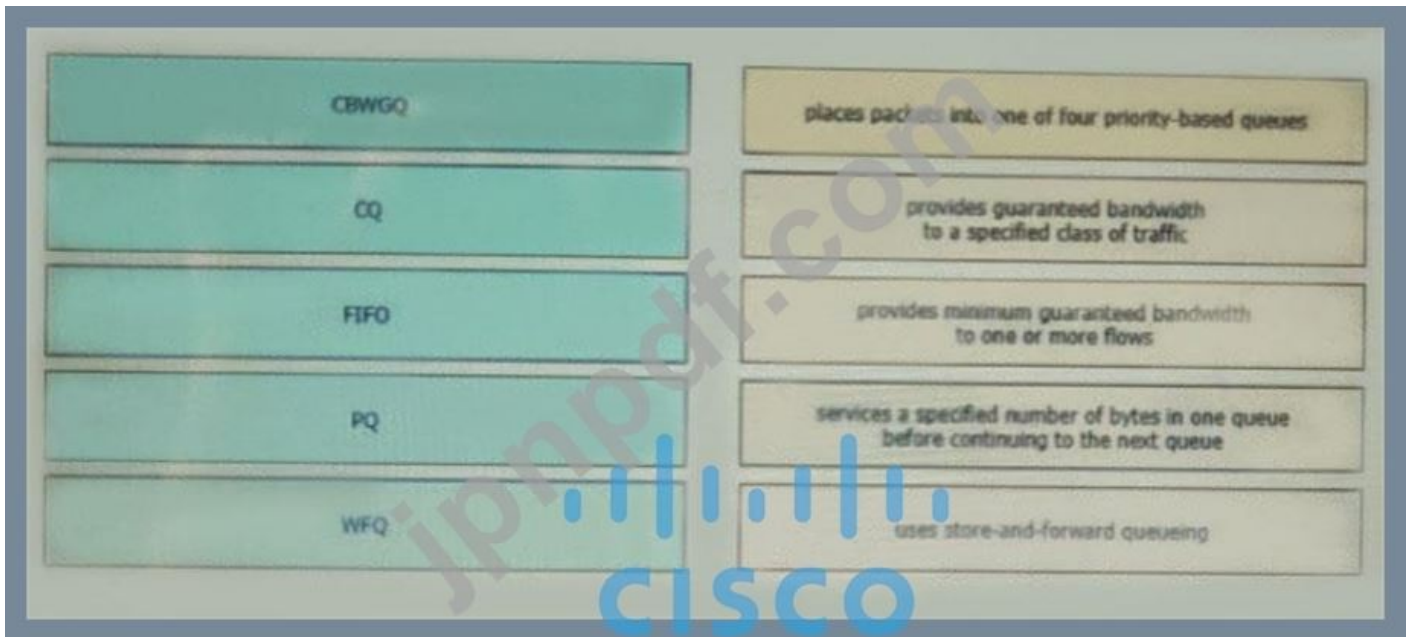 CBWGQ
places packets into one of four priority-based queues
CQ
provides guaranteed bandwidth
to a specified class of traffic
FIFO
provides minimum guaranteed bandwidth
to one or more flows
PQ
services a specified number of bytes in one queue
before continuing to the next queue
WFQ
uses store-and-forward queueing
jpnpdf.com
CISCO